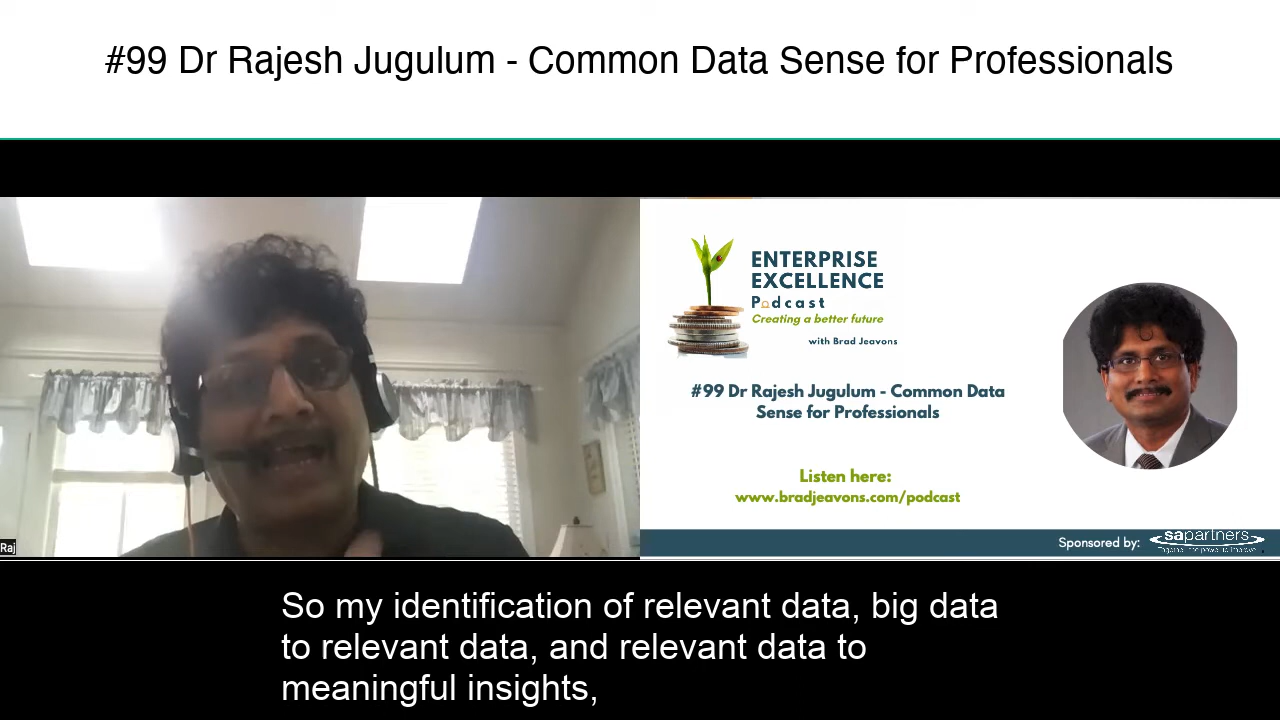 #99 Dr Rajesh Jugulum - Common Data Sense for Professionals
ENTERPRISE
EXCELLENCE
Podcast
Creating a better future
with Brad Jeavons
#99 Dr Rajesh Jugulum - Common Data
Sense for Professionals
Listen here:
www.bradjeavons.com/podcast
Raj
Sponsored by:
sapartners
So my identification of relevant data, big data
to relevant data, and relevant data to
meaningful insights,